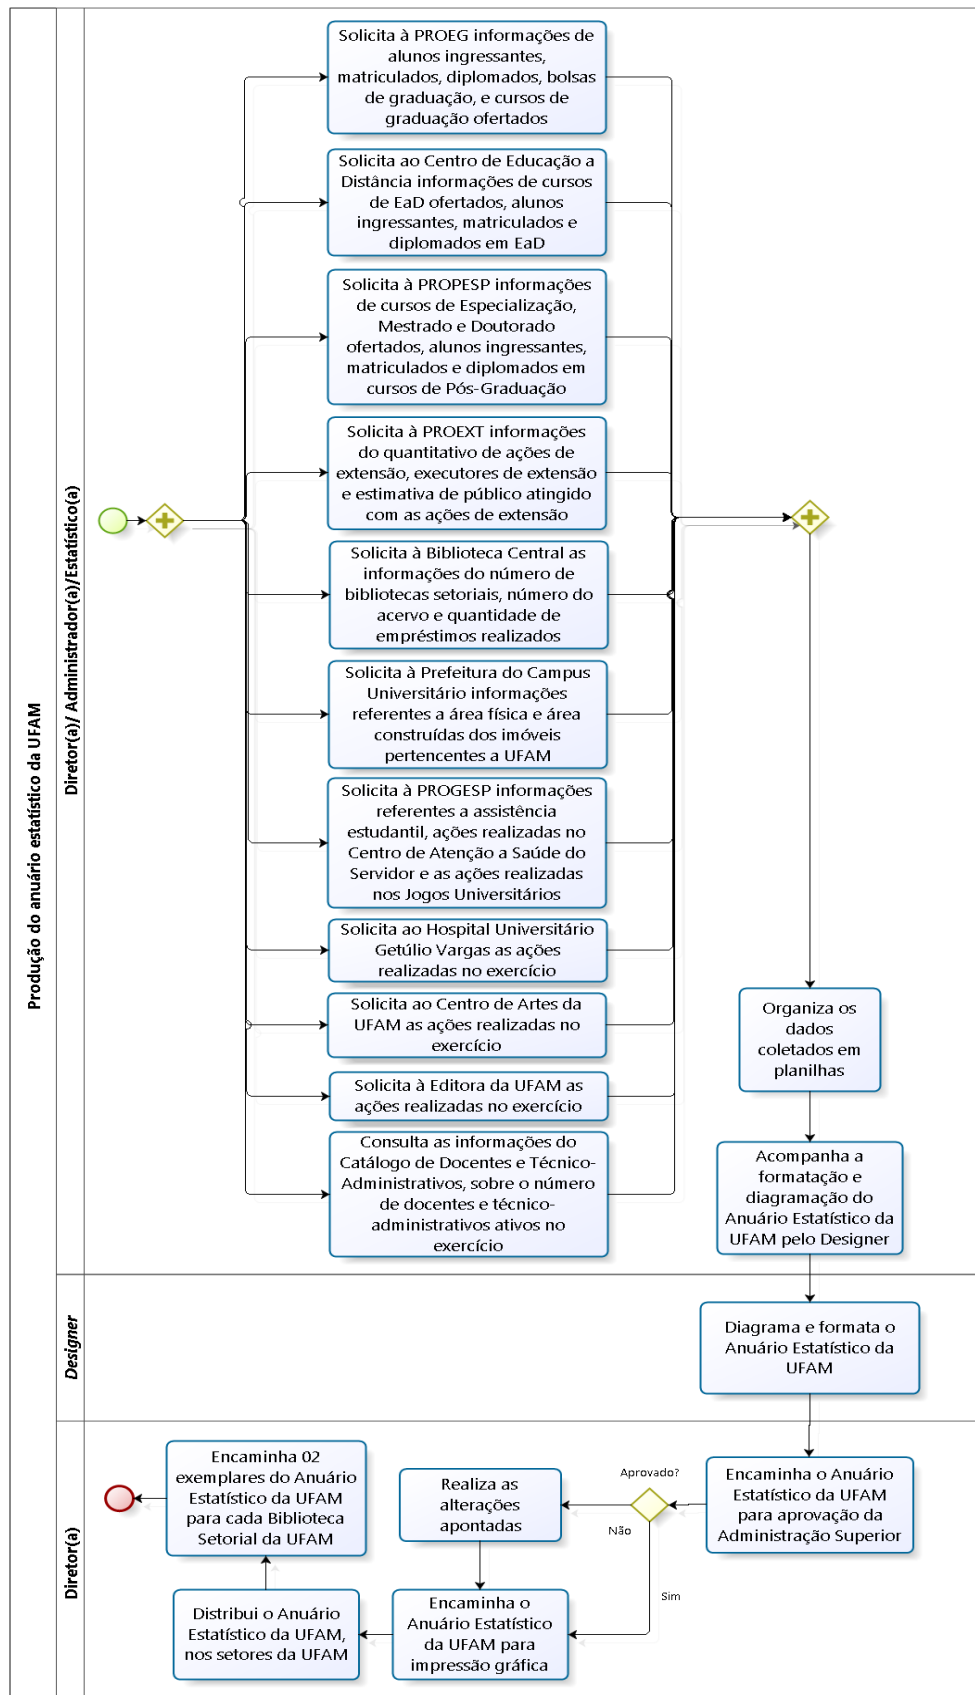 Produção do anuário estatístico da UFAM
Diretor(a)/ Administrador(a)/Estatístico(a)
Solicita à PROEG informações de
alunos ingressantes,
matriculados, diplomados, bolsas
de graduação, e cursos de
graduação ofertados
Solicita ao Centro de Educação a
Distância informações de cursos
de EaD ofertados, alunos
ingressantes, matriculados e
diplomados em EaD
Solicita à PROPESP informações
de cursos de Especialização,
Mestrado e Doutorado
ofertados, alunos ingressantes,
matriculados e diplomados em
cursos de Pós-Graduação
Solicita à PROEXT informações
do quantitativo de ações de
extensão, executores de extensão
e estimativa de público atingido
com as ações de extensão
Solicita à Biblioteca Central as
informações do número de
bibliotecas setoriais, número do
acervo e quantidade de
empréstimos realizados
Solicita à Prefeitura do Campus
Universitário informações
referentes a área física e área
construídas dos imóveis
pertencentes a UFAM
Solicita à PROGESP informações
referentes a assistência
estudantil, ações realizadas no
Centro de Atenção a Saúde do
Servidor e as ações realizadas
nos Jogos Universitários
Solicita ao Hospital Universitário
Getúlio Vargas as ações
realizadas no exercício
Solicita ao Centro de Artes da
UFAM as ações realizadas no
exercício
Solicita à Editora da UFAM as
ações realizadas no exercício
Consulta as informações do
Catálogo de Docentes e Técnico-
Administrativos, sobre o número
de docentes e técnico-
administrativos ativos no
exercício
Organiza os
dados
coletados em
planilhas
Acompanha a
formatação e
diagramação do
Anuário Estatístico da
UFAM pelo Designer
Designer
Diagrama e formata o
Anuário Estatístico da
UFAM
Diretor(a)
Encaminha o Anuário
Estatístico da UFAM
para aprovação da
Administração Superior
Aprovado?
Não
Sim
Realiza as
alterações
apontadas
Encaminha o
Anuário Estatístico
da UFAM para
impressão gráfica
Distribui o Anuário
Estatístico da UFAM,
nos setores da UFAM
Encaminha 02
exemplares do Anuário
Estatístico da UFAM
para cada Biblioteca
Setorial da UFAM